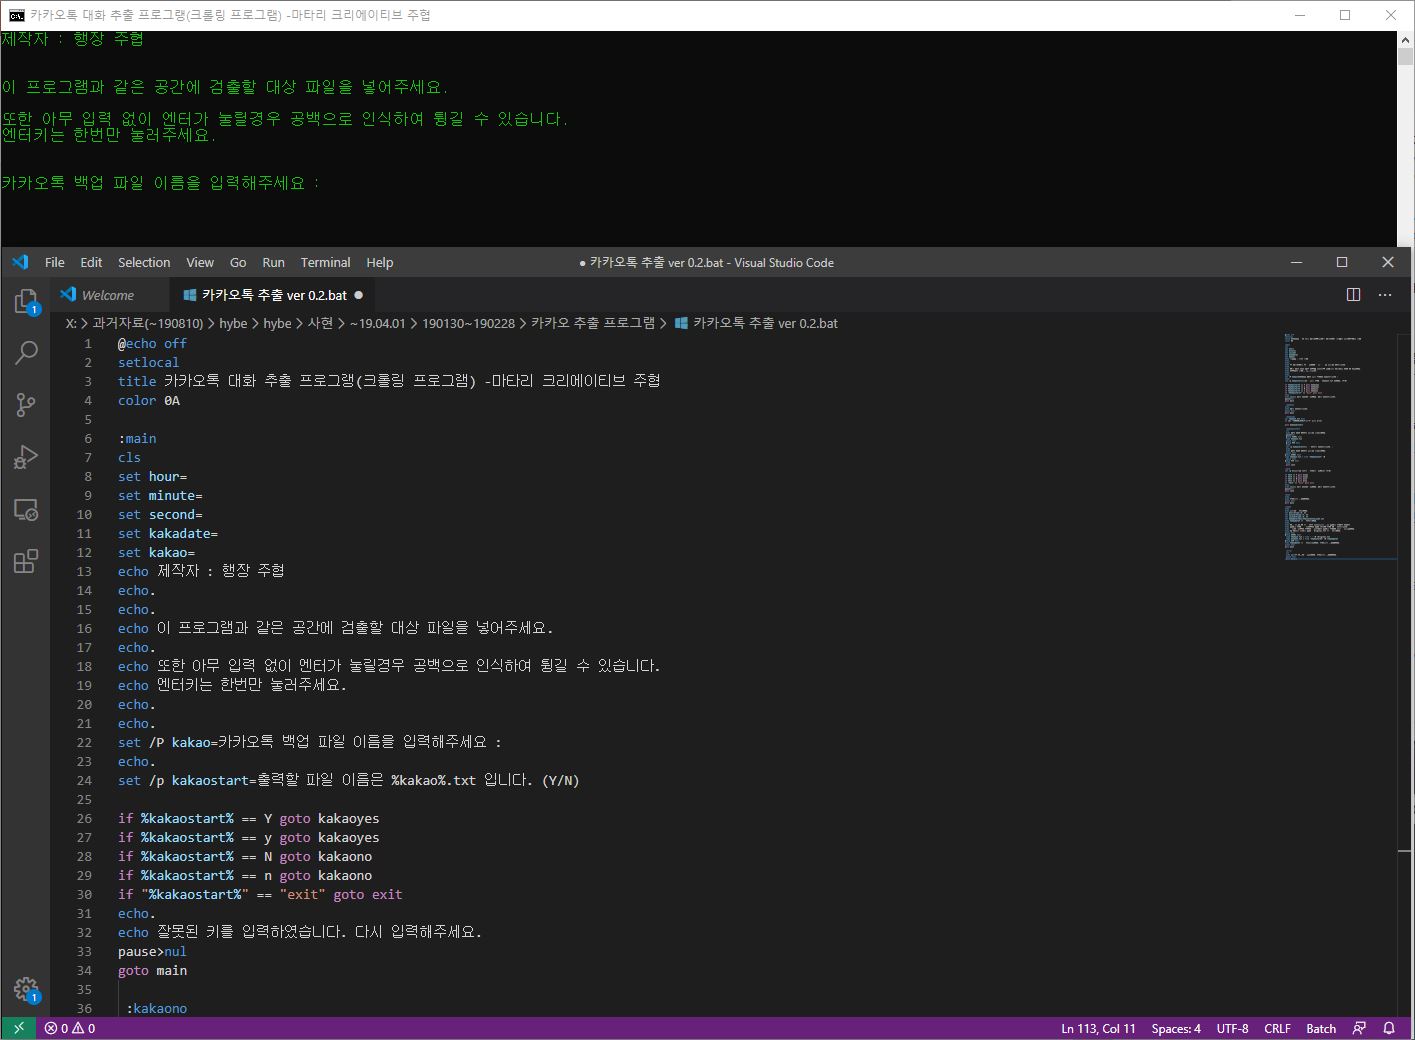 카카오톡 대화 추출 프로그램(크롤링 프로그램) -마타리 크리에이티브 주협
제작자 : 행장 주협
이 프로그램과 같은 공간에 검출할 대상 파일을 넣어주세요.
또한 아무 입력 없이 엔터가 눌릴경우 공백으로 인식하여 튕길 수 있습니다.
엔터키는 한번만 눌러주세요.
카카오톡 백업 파일 이름을 입력해주세요 :
File Edit Selection View Go Run Terminal Help
● 카카오톡 추출 ver 0.2.bat - Visual Studio Code
Welcome
카카오톡 추출 ver 0.2.bat ●
X: > 과거자료(~190810) > hybe > hybe > 사현 > ~19.04.01 > 190130~190228 > 카카오 추출 프로그램 > 카카오톡 추출 ver 0.2.bat
1 @echo off
2 setlocal
3 title 카카오톡 대화 추출 프로그램(크롤링 프로그램) -마타리 크리에이티브 주협
4 color 0A
5
6 :main
7 cls
8 set hour=
9 set minute=
10 set second=
11 set kakadate=
12 set kakao=
13 echo 제작자 : 행장 주협
14 echo.
15 echo.
16 echo 이 프로그램과 같은 공간에 검출할 대상 파일을 넣어주세요.
17 echo.
18 echo 또한 아무 입력 없이 엔터가 눌릴경우 공백으로 인식하여 튕길 수 있습니다.
19 echo 엔터키는 한번만 눌러주세요.
20 echo.
21 echo.
22 set /P kakao=카카오톡 백업 파일 이름을 입력해주세요 :
23 echo.
24 set /p kakaostart=출력할 파일 이름은 %kakao%.txt 입니다. (Y/N)
25
26 if %kakaostart% == Y goto kakaoyes
27 if %kakaostart% == y goto kakaoyes
28 if %kakaostart% == N goto kakaono
29 if %kakaostart% == n goto kakaono
30 if "%kakaostart%" == "exit" goto exit
31 echo.
32 echo 잘못된 키를 입력하였습니다. 다시 입력해주세요.
33 pause>nul
34 goto main
35
36 :kakaono
1
1
0 0
Ln 113, Col 11 Spaces: 4 UTF-8 CRLF Batch